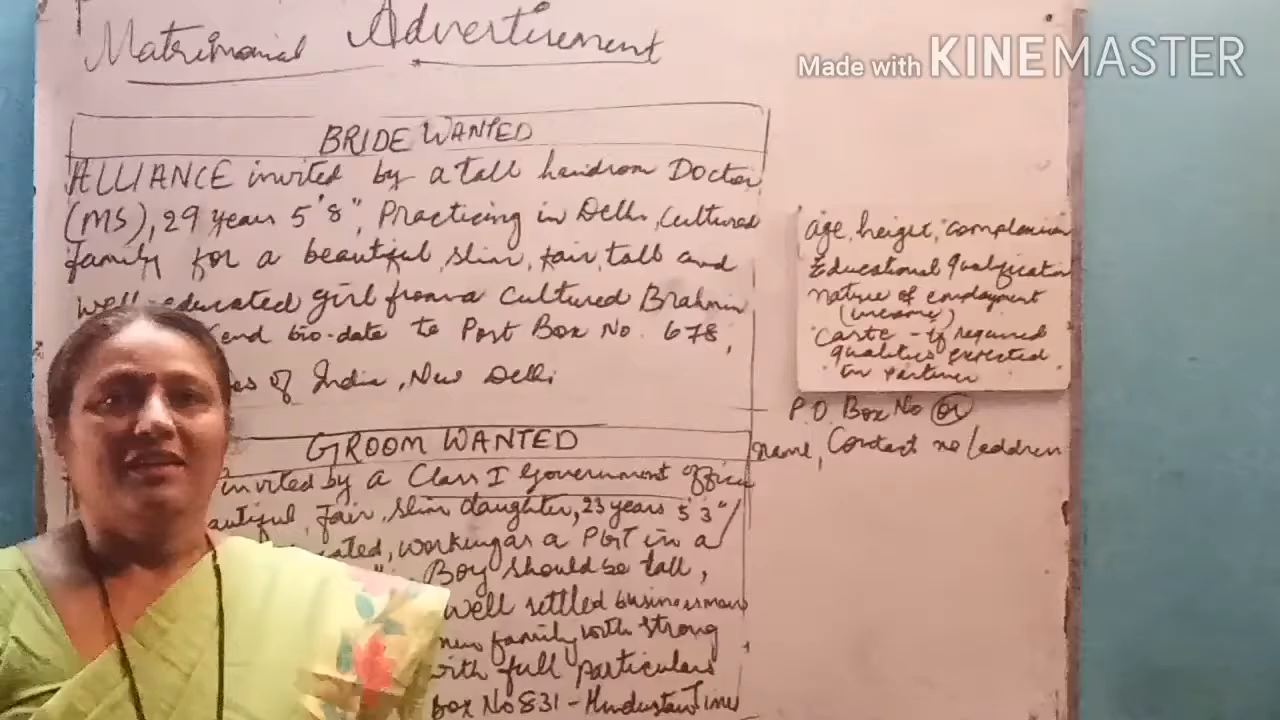 Matrimonial Advertisement
Made with KINEMASTER
BRIDE WANTED
ALLIANCE invited by a tall handsom Doctor
(MS), 29 years 5'8", Practicing in Delhi, cultured
family for a beautiful, slim, fair, tall and
well-educated girl from a cultured Brahmin
end bio-data to Post Box No. 678,
es of India, New Delhi
GROOM WANTED
invited by a Class I Government Officer
autiful, fair, slim daughter, 23 years 5'3"
cated, working as a PGT in a
Boy should be tall,
well settled businessman
family with strong
with full particulars
box No 831 - Hindustan Times
age, height, complexion
Educational Qualification
nature of employment
(income)
Caste - if required
qualities expected
in partner
P.O Box No or
name, Contact no/address